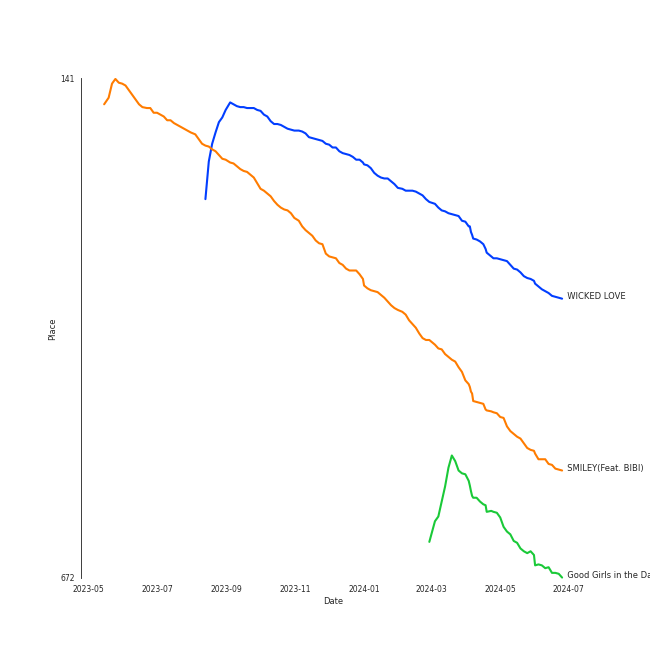 141
Place
WICKED LOVE
SMILEY(Feat. BIBI)
Good Girls in the Da
672
2023-05 2023-07 2023-09 2023-11 2024-01 2024-03 2024-05 2024-07
Date